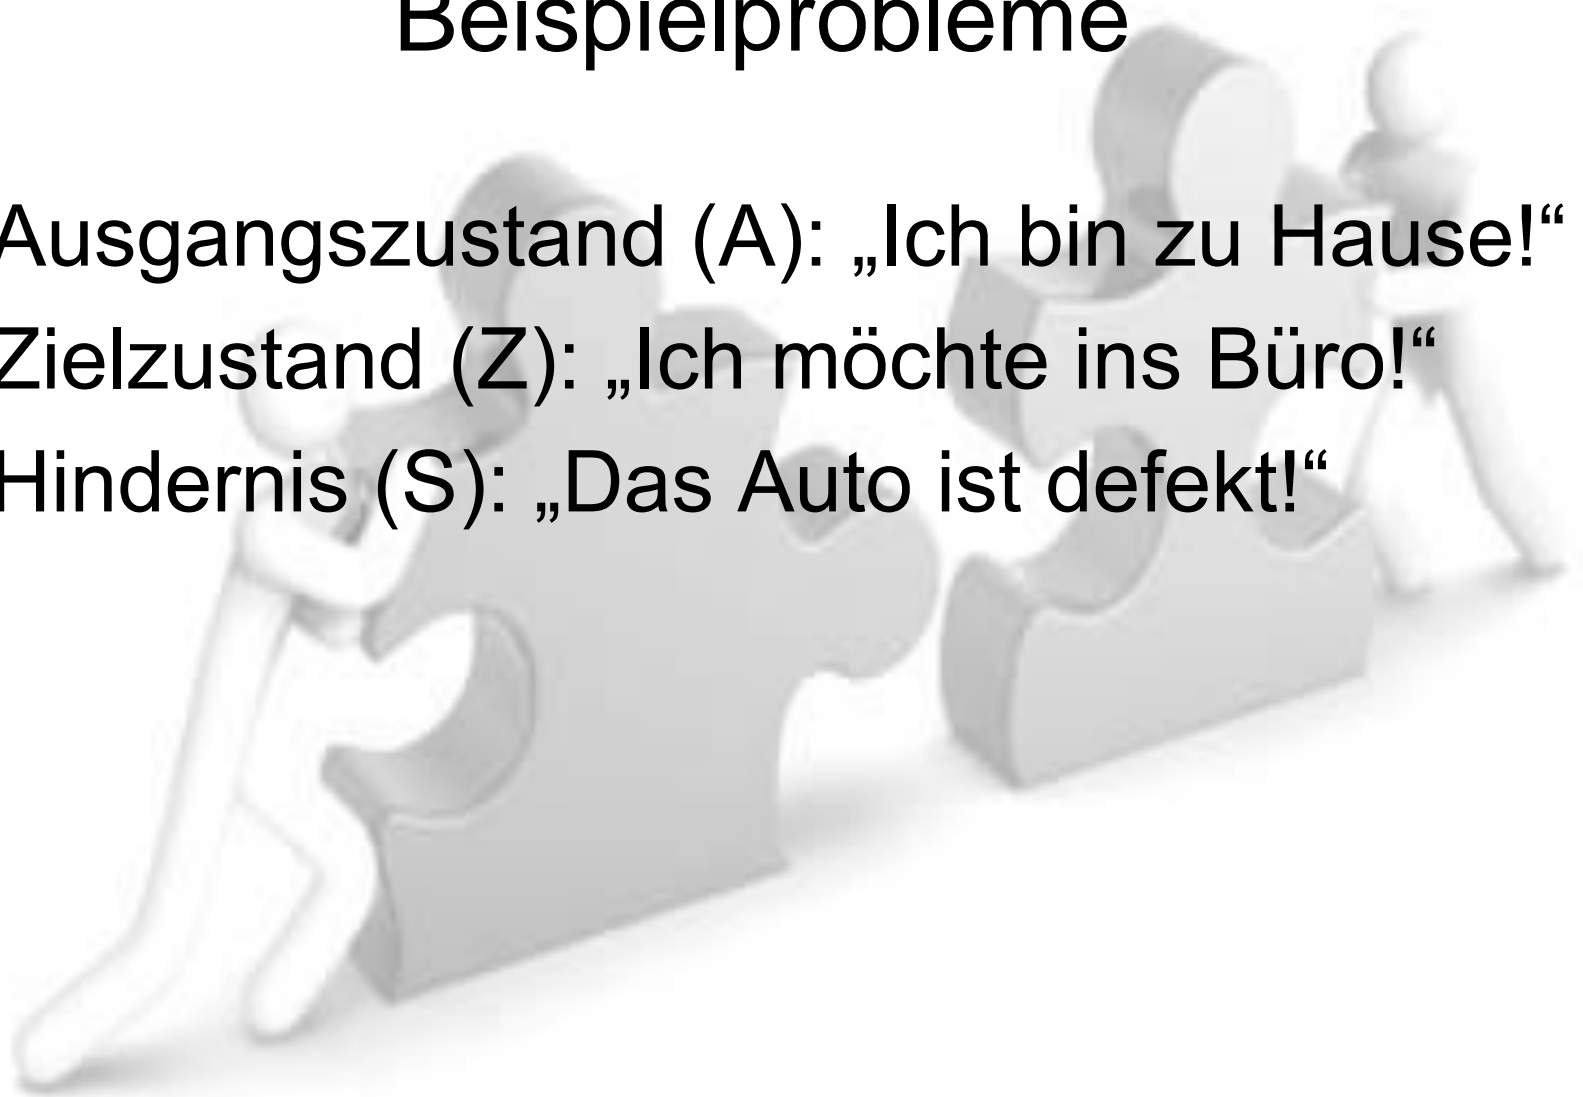 Beispielprobleme
Ausgangszustand (A): „Ich bin zu Hause!“
Zielzustand (Z): „Ich möchte ins Büro!“
Hindernis (S): „Das Auto ist defekt!“